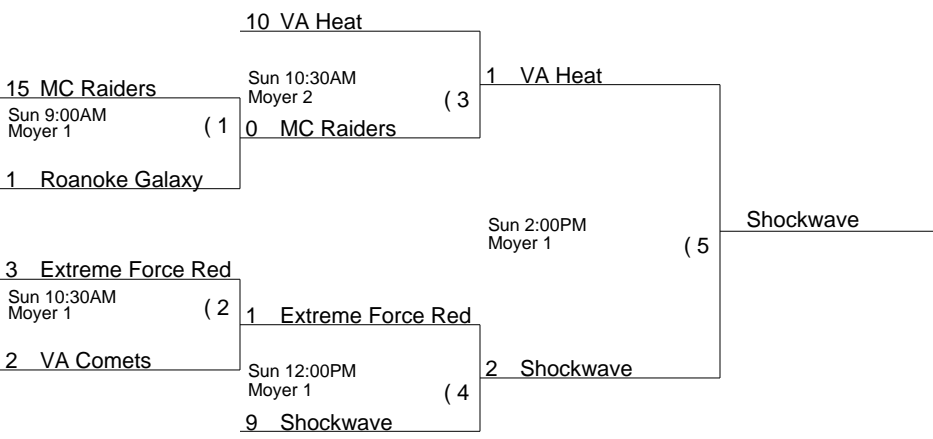 10 VA Heat
Sun 10:30AM
Moyer 2
( 3
1 VA Heat
15 MC Raiders
Sun 9:00AM
Moyer 1
( 1
0 MC Raiders
1 Roanoke Galaxy
Sun 2:00PM
Moyer 1
( 5
Shockwave
3 Extreme Force Red
Sun 10:30AM
Moyer 1
( 2
1 Extreme Force Red
2 VA Comets
Sun 12:00PM
Moyer 1
( 4
2 Shockwave
9 Shockwave